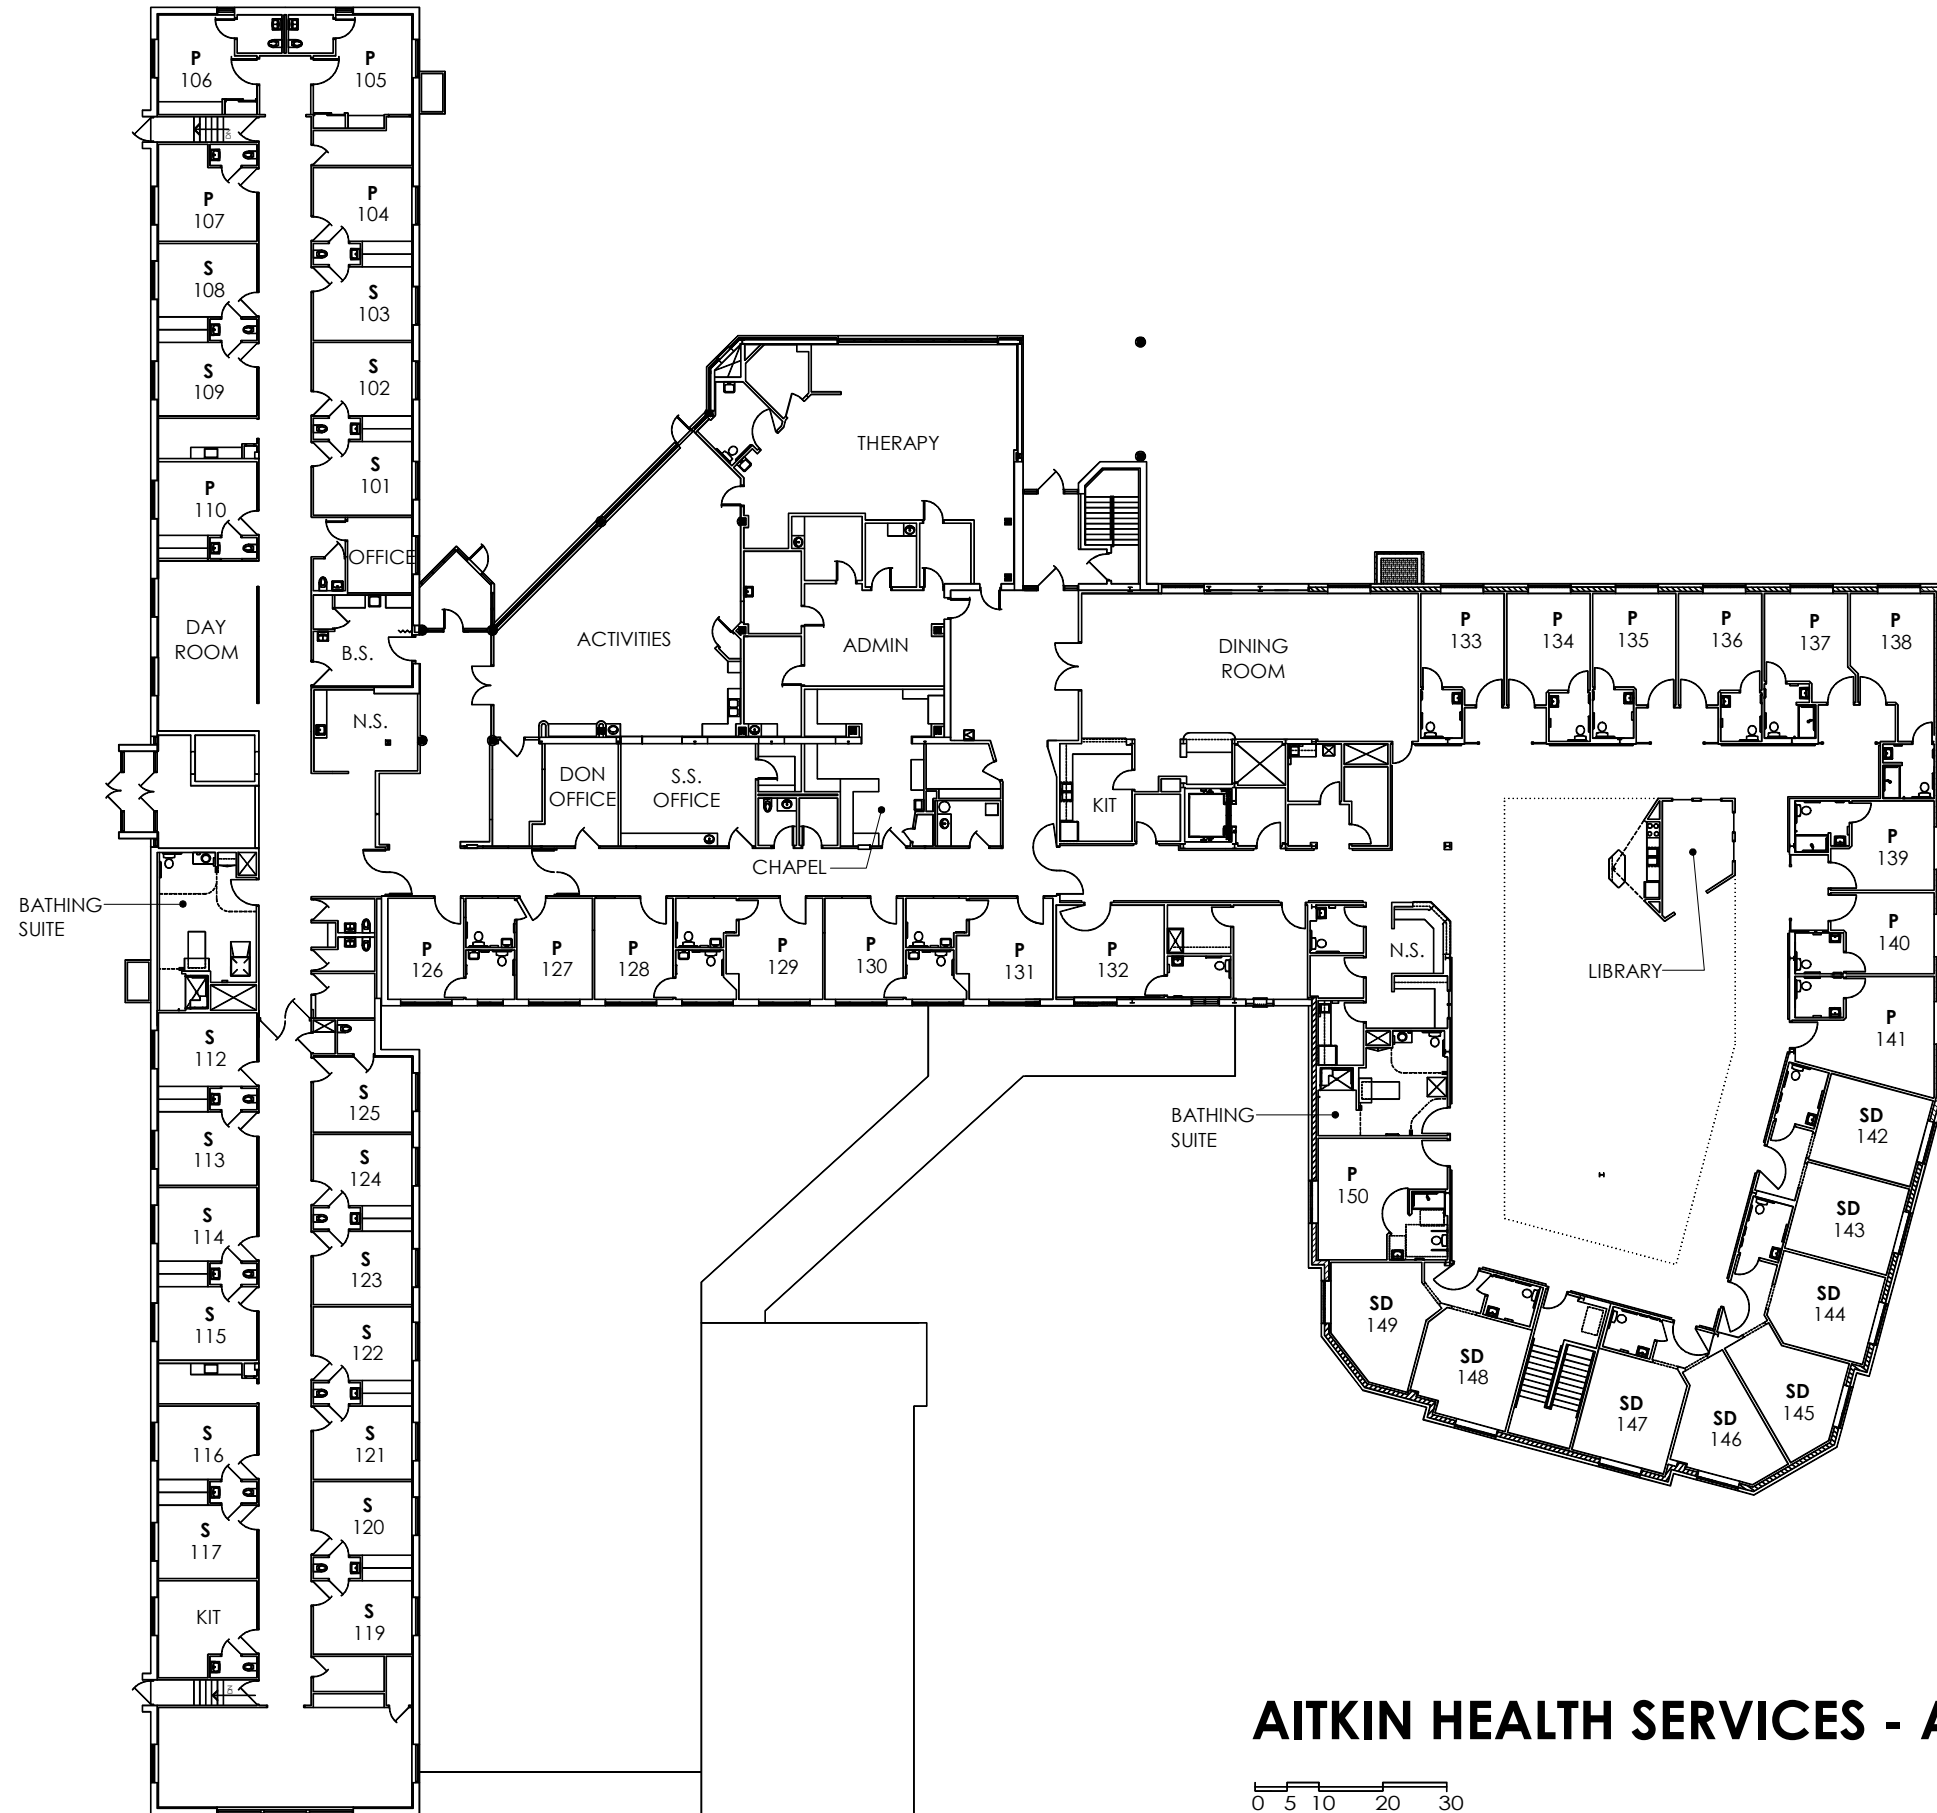 P
106
P
105
DN
P
107
P
104
S
108
S
103
S
109
S
102
S
101
P
110
OFFICE
DAY
ROOM
B.S.
N.S.
THERAPY
ACTIVITIES
ADMIN
DINING
ROOM
P
133
P
134
P
135
P
136
P
137
P
138
DON
OFFICE
S.S.
OFFICE
KIT
CHAPEL
P
139
P
140
P
141
LIBRARY
N.S.
BATHING
SUITE
P
126
P
127
P
128
P
129
P
130
P
131
P
132
S
112
S
125
S
113
S
124
S
114
S
123
S
115
S
122
S
116
S
121
S
117
S
120
KIT
S
119
DN
BATHING
SUITE
P
150
SD
142
SD
143
SD
144
SD
145
SD
146
SD
147
SD
148
SD
149
AITKIN HEALTH SERVICES -
0 5 10 20 30